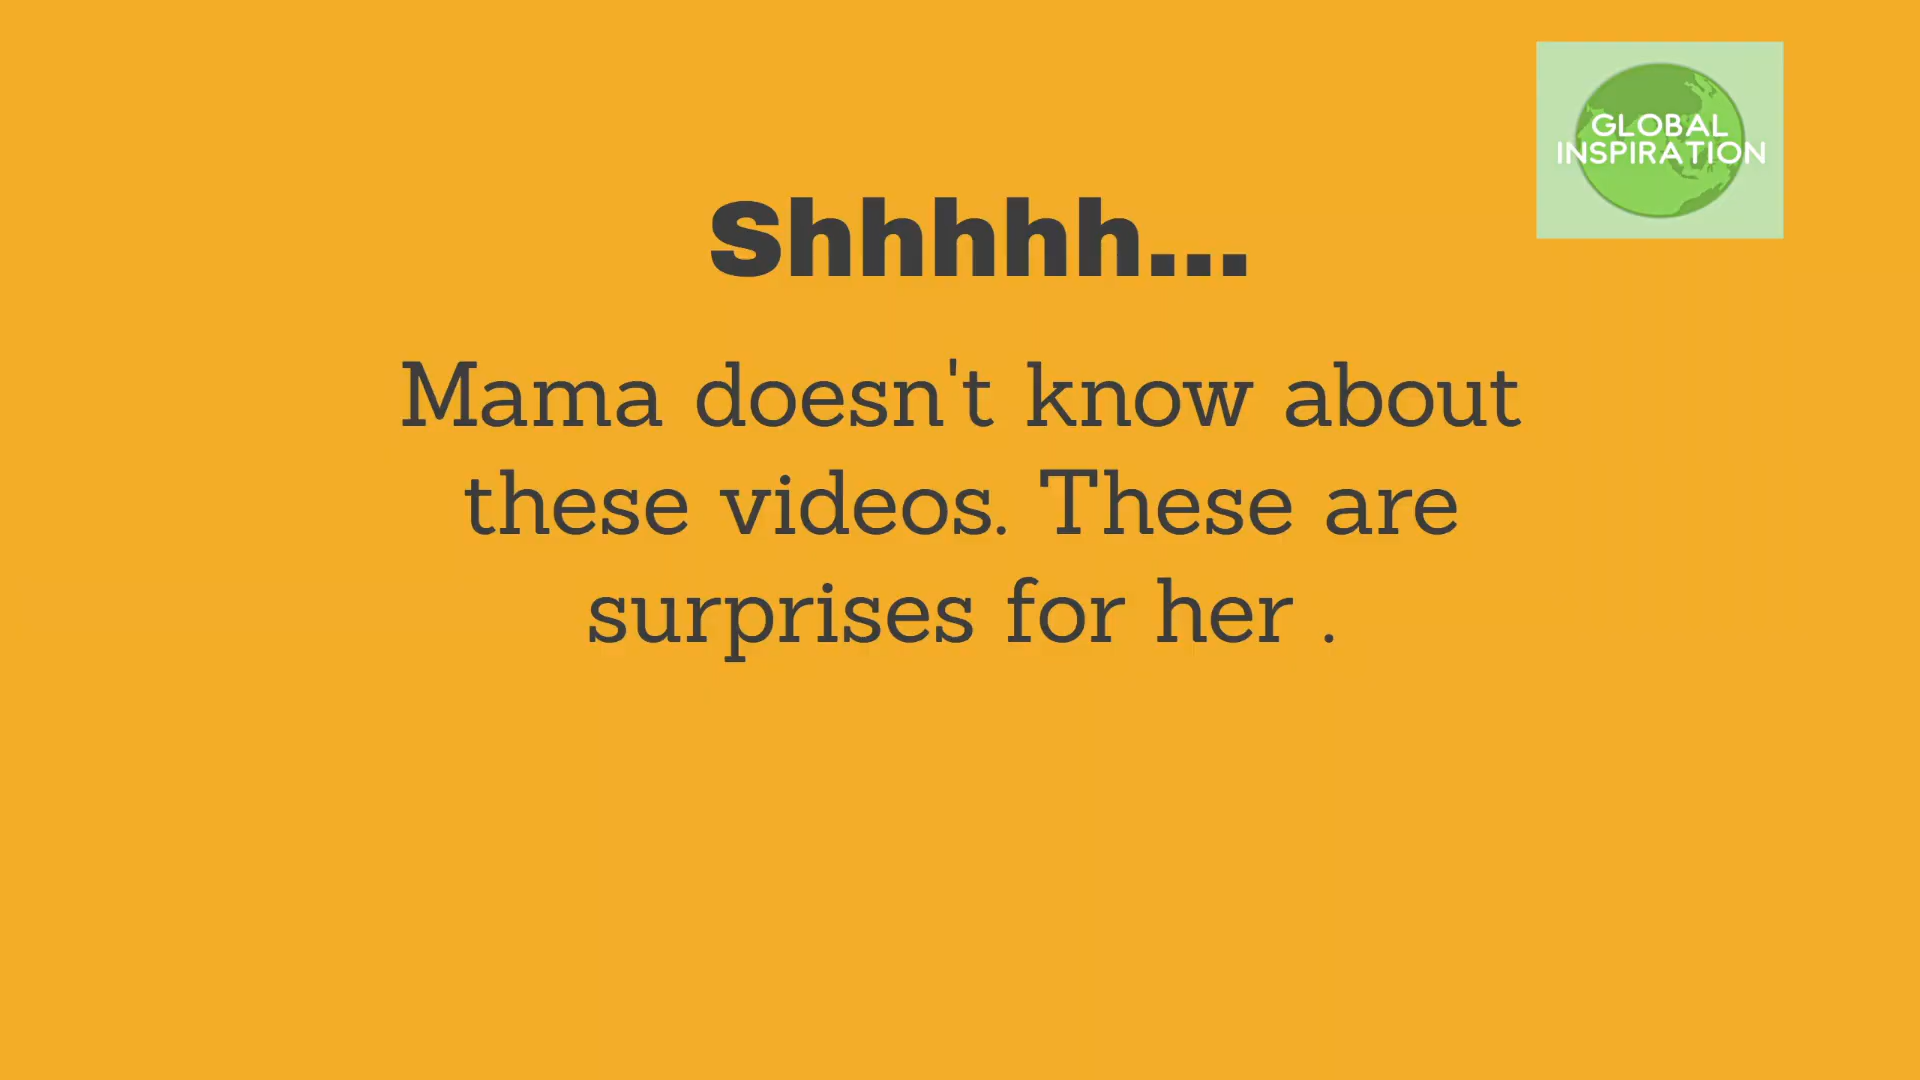 GLOBAL
INSPIRATION
Shhhhh...
Mama doesn't know about
these videos. These are
surprises for her .